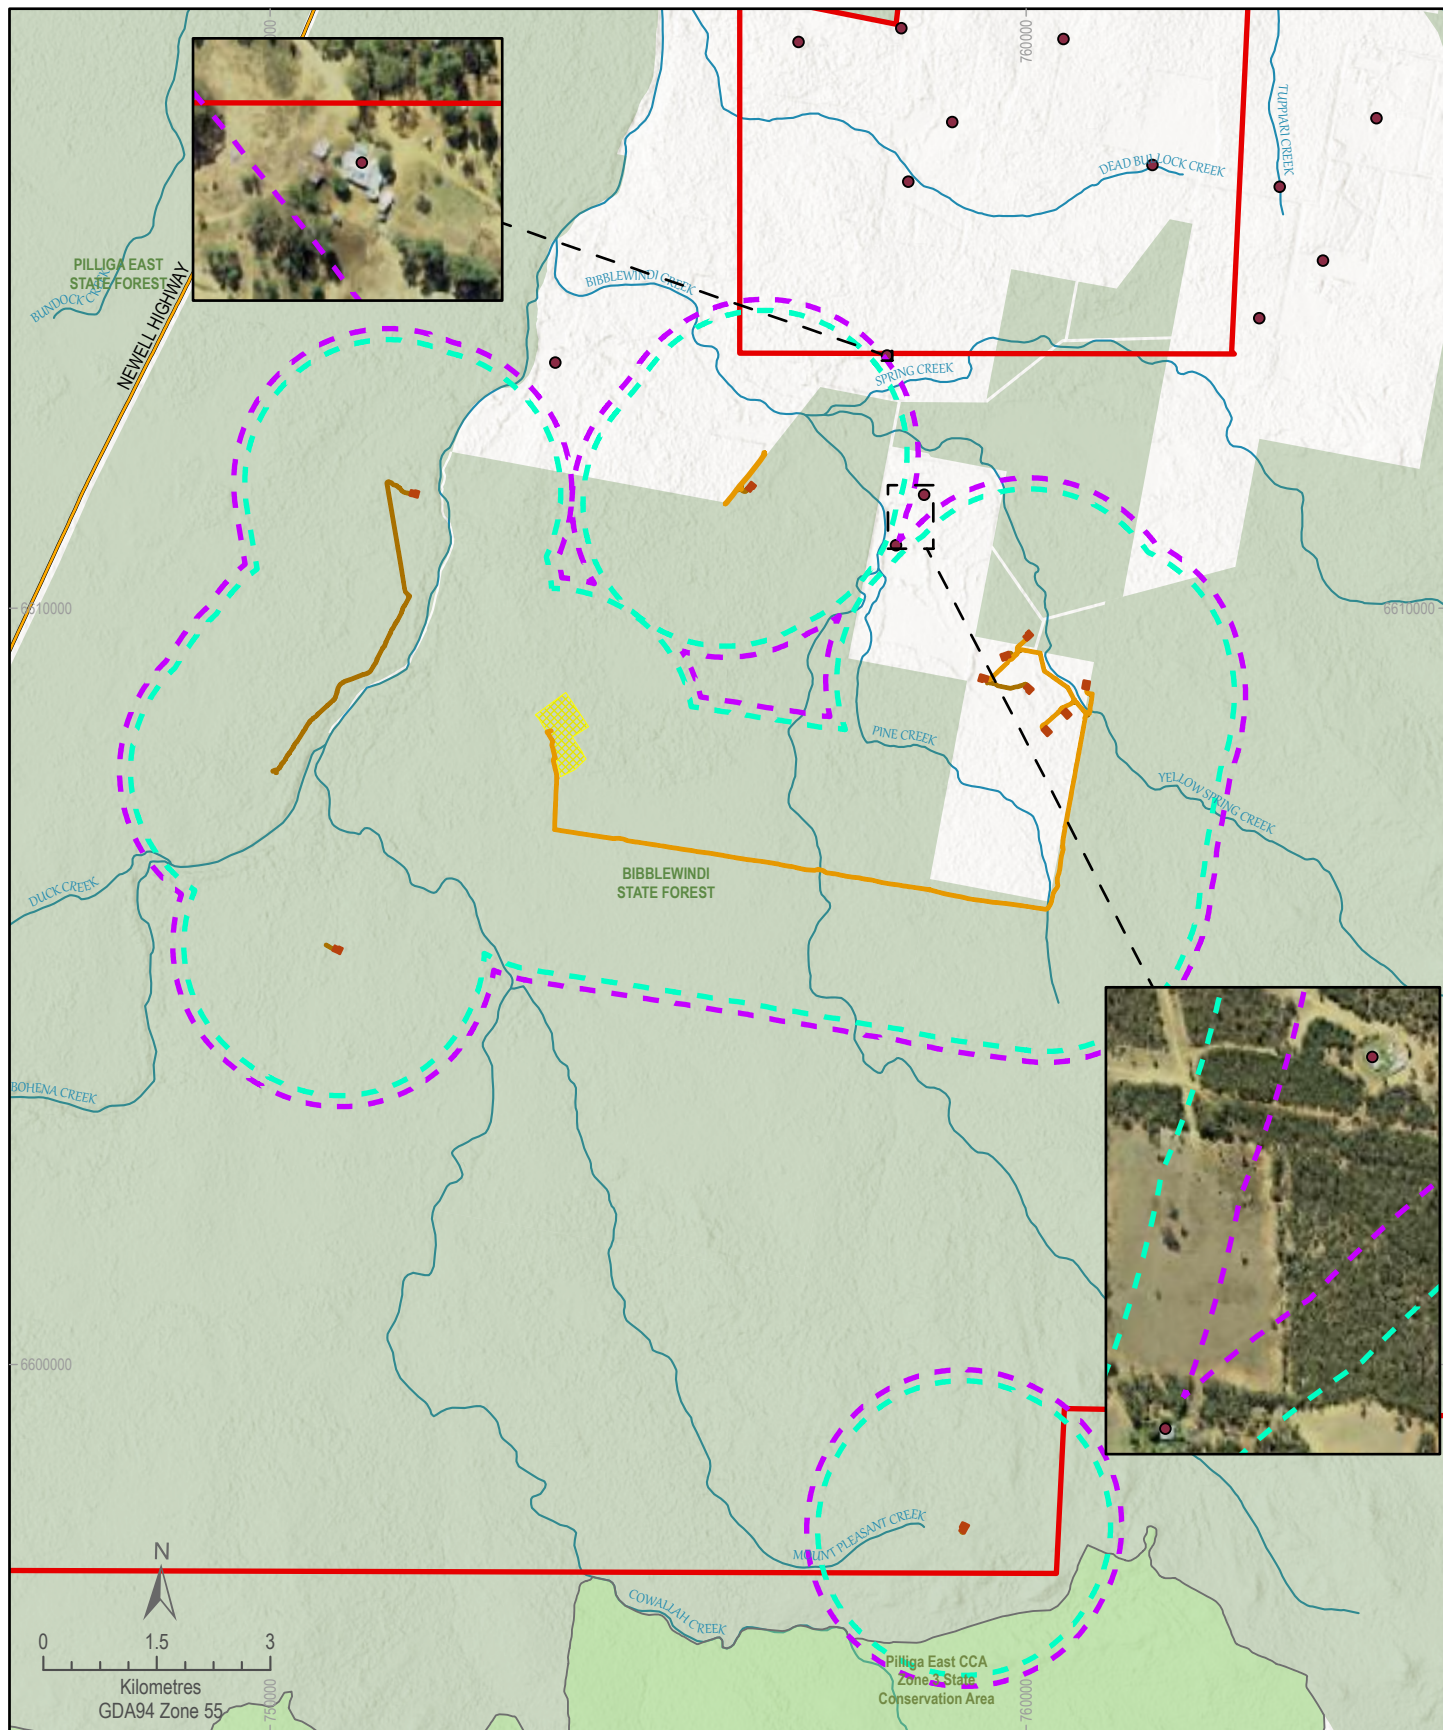 760000
TUPPIARI CREEK
DEAD BULLOCK CREEK
PILLIGA EAST
STATE FOREST
BUNDOCK CREEK
NEWELL HIGHWAY
BIBBLEWINDI CREEK
SPRING CREEK
6610000
6610000
PINE CREEK
YELLOW SPRING CREEK
BIBBLEWINDI
STATE FOREST
DUCK CREEK
BOHENA CREEK
6600000
MOUNT PLEASANT CREEK
N
COWALLAH CREEK
0 1.5 3
Kilometres
GDA94 Zone 55
Pilliga East CCA
Zone 3 State
Conservation Area
750000
760000